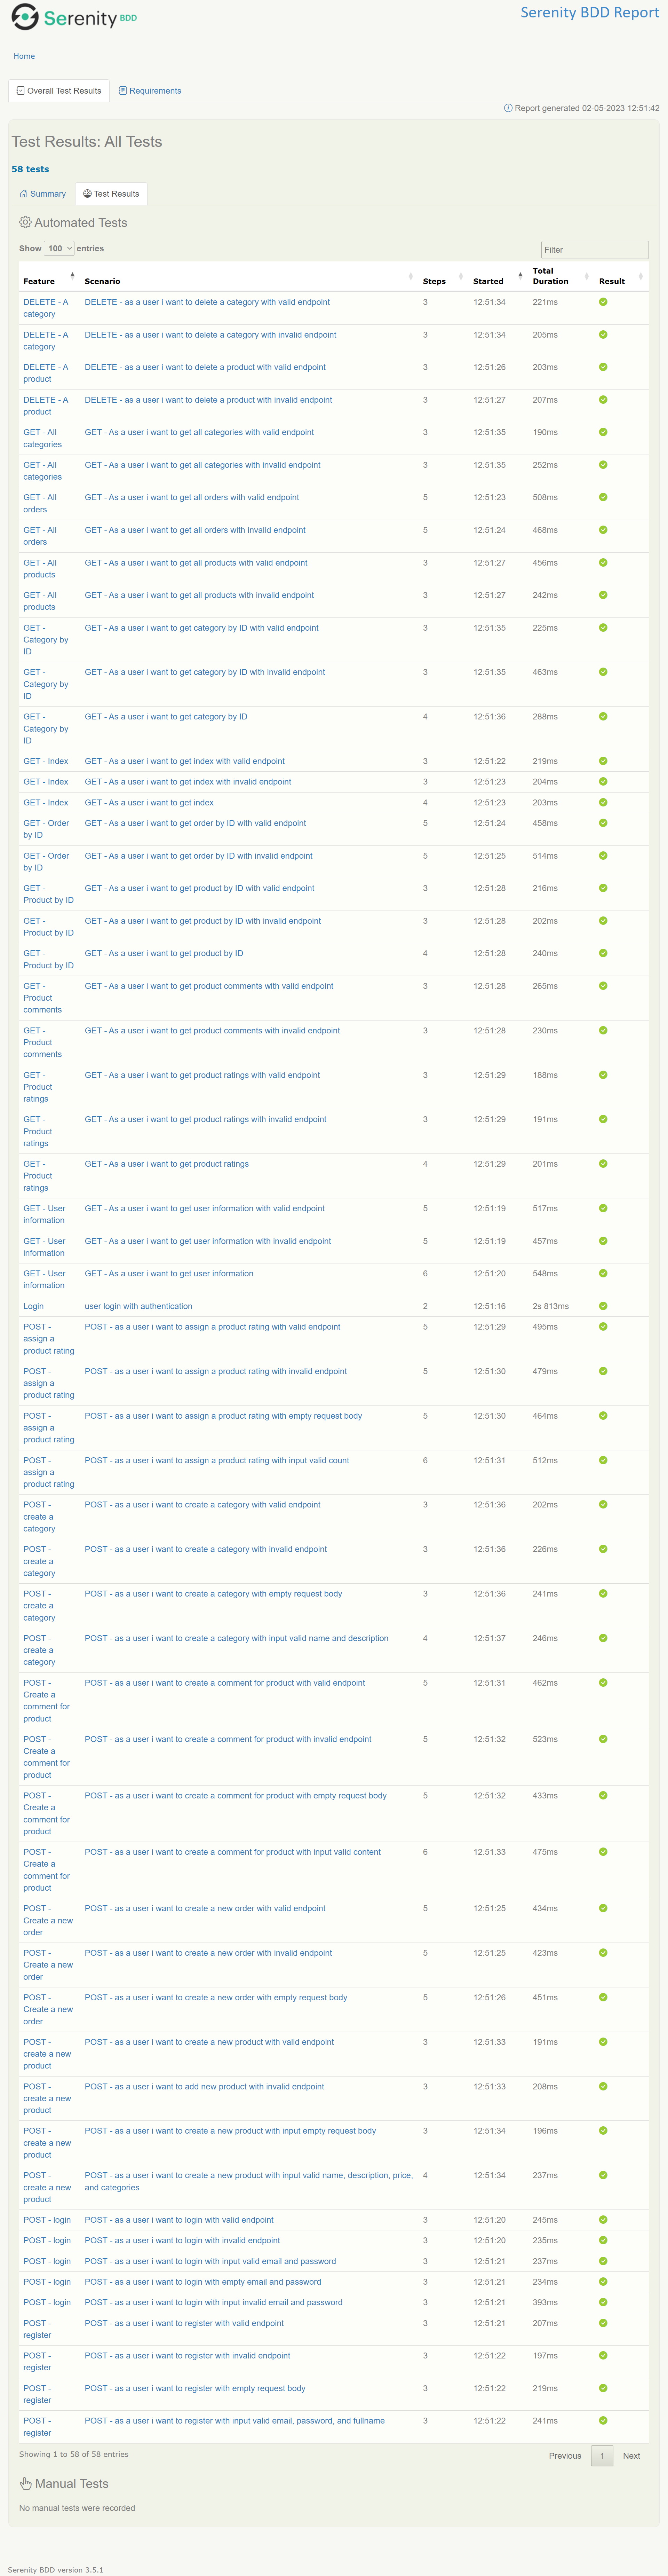 Serenity BDD
Serenity BDD Report
Home
Overall Test Results Requirements
Report generated 02-05-2023 12:51:42
Test Results: All Tests
58 tests
Summary Test Results
Automated Tests
Show 100 entries Filter
Feature Scenario Steps Started Total Duration Result
DELETE - A category DELETE - as a user i want to delete a category with valid endpoint 3 12:51:34 221ms
DELETE - A category DELETE - as a user i want to delete a category with invalid endpoint 3 12:51:34 205ms
DELETE - A product DELETE - as a user i want to delete a product with valid endpoint 3 12:51:26 203ms
DELETE - A product DELETE - as a user i want to delete a product with invalid endpoint 3 12:51:27 207ms
GET - All categories GET - As a user i want to get all categories with valid endpoint 3 12:51:35 190ms
GET - All categories GET - As a user i want to get all categories with invalid endpoint 3 12:51:35 252ms
GET - All orders GET - As a user i want to get all orders with valid endpoint 5 12:51:23 508ms
GET - All orders GET - As a user i want to get all orders with invalid endpoint 5 12:51:24 468ms
GET - All products GET - As a user i want to get all products with valid endpoint 3 12:51:27 456ms
GET - All products GET - As a user i want to get all products with invalid endpoint 3 12:51:27 242ms
GET - Category by ID GET - As a user i want to get category by ID with valid endpoint 3 12:51:35 225ms
GET - Category by ID GET - As a user i want to get category by ID with invalid endpoint 3 12:51:35 463ms
GET - Category by ID GET - As a user i want to get category by ID 4 12:51:36 288ms
GET - Index GET - As a user i want to get index with valid endpoint 3 12:51:22 219ms
GET - Index GET - As a user i want to get index with invalid endpoint 3 12:51:23 204ms
GET - Index GET - As a user i want to get index 4 12:51:23 203ms
GET - Order by ID GET - As a user i want to get order by ID with valid endpoint 5 12:51:24 458ms
GET - Order by ID GET - As a user i want to get order by ID with invalid endpoint 5 12:51:25 514ms
GET - Product by ID GET - As a user i want to get product by ID with valid endpoint 3 12:51:28 216ms
GET - Product by ID GET - As a user i want to get product by ID with invalid endpoint 3 12:51:28 202ms
GET - Product by ID GET - As a user i want to get product by ID 4 12:51:28 240ms
GET - Product comments GET - As a user i want to get product comments with valid endpoint 3 12:51:28 265ms
GET - Product comments GET - As a user i want to get product comments with invalid endpoint 3 12:51:28 230ms
GET - Product ratings GET - As a user i want to get product ratings with valid endpoint 3 12:51:29 188ms
GET - Product ratings GET - As a user i want to get product ratings with invalid endpoint 3 12:51:29 191ms
GET - Product ratings GET - As a user i want to get product ratings 4 12:51:29 201ms
GET - User information GET - As a user i want to get user information with valid endpoint 5 12:51:19 517ms
GET - User information GET - As a user i want to get user information with invalid endpoint 5 12:51:19 457ms
GET - User information GET - As a user i want to get user information 6 12:51:20 548ms
Login user login with authentication 2 12:51:16 2s 813ms
POST - assign a product rating POST - as a user i want to assign a product rating with valid endpoint 5 12:51:29 495ms
POST - assign a product rating POST - as a user i want to assign a product rating with invalid endpoint 5 12:51:30 479ms
POST - assign a product rating POST - as a user i want to assign a product rating with empty request body 5 12:51:30 464ms
POST - assign a product rating POST - as a user i want to assign a product rating with input valid count 6 12:51:31 512ms
POST - create a category POST - as a user i want to create a category with valid endpoint 3 12:51:36 202ms
POST - create a category POST - as a user i want to create a category with invalid endpoint 3 12:51:36 226ms
POST - create a category POST - as a user i want to create a category with empty request body 3 12:51:36 241ms
POST - create a category POST - as a user i want to create a category with input valid name and description 4 12:51:37 246ms
POST - Create a comment for product POST - as a user i want to create a comment for product with valid endpoint 5 12:51:31 462ms
POST - Create a comment for product POST - as a user i want to create a comment for product with invalid endpoint 5 12:51:32 523ms
POST - Create a comment for product POST - as a user i want to create a comment for product with empty request body 5 12:51:32 433ms
POST - Create a comment for product POST - as a user i want to create a comment for product with input valid content 6 12:51:33 475ms
POST - Create a new order POST - as a user i want to create a new order with valid endpoint 5 12:51:25 434ms
POST - Create a new order POST - as a user i want to create a new order with invalid endpoint 5 12:51:25 423ms
POST - Create a new order POST - as a user i want to create a new order with empty request body 5 12:51:26 451ms
POST - create a new product POST - as a user i want to create a new product with valid endpoint 3 12:51:33 191ms
POST - create a new product POST - as a user i want to add new product with invalid endpoint 3 12:51:33 208ms
POST - create a new product POST - as a user i want to create a new product with input empty request body 3 12:51:34 196ms
POST - create a new product POST - as a user i want to create a new product with input valid name, description, price, and categories 4 12:51:34 237ms
POST - login POST - as a user i want to login with valid endpoint 3 12:51:20 245ms
POST - login POST - as a user i want to login with invalid endpoint 3 12:51:20 235ms
POST - login POST - as a user i want to login with input valid email and password 3 12:51:21 237ms
POST - login POST - as a user i want to login with empty email and password 3 12:51:21 234ms
POST - login POST - as a user i want to login with input invalid email and password 3 12:51:21 393ms
POST - register POST - as a user i want to register with valid endpoint 3 12:51:21 207ms
POST - register POST - as a user i want to register with invalid endpoint 3 12:51:22 197ms
POST - register POST - as a user i want to register with empty request body 3 12:51:22 219ms
POST - register POST - as a user i want to register with input valid email, password, and fullname 3 12:51:22 241ms
Showing 1 to 58 of 58 entries Previous 1 Next
Manual Tests
No manual tests were recorded
Serenity BDD version 3.5.1